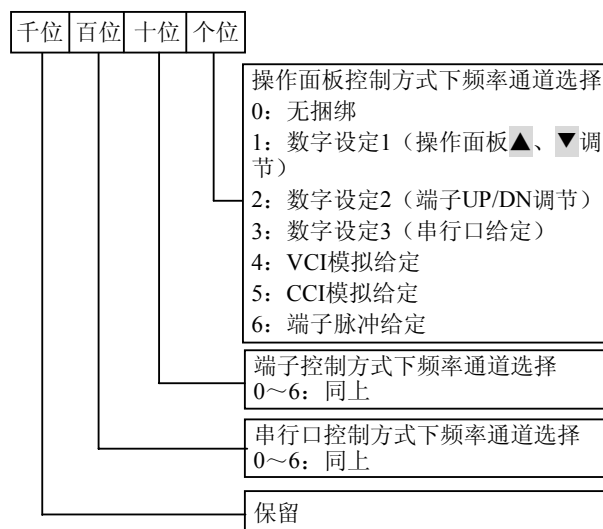 千位 百位 十位 个位
操作面板控制方式下频率通道选择
0：无捆绑
1：数字设定1（操作面板▲、▼调
节）
2：数字设定2（端子UP/DN调节）
3：数字设定3（串行口给定）
4：VCI模拟给定
5：CCI模拟给定
6：端子脉冲给定
端子控制方式下频率通道选择
0～6：同上
串行口控制方式下频率通道选择
0～6：同上
保留